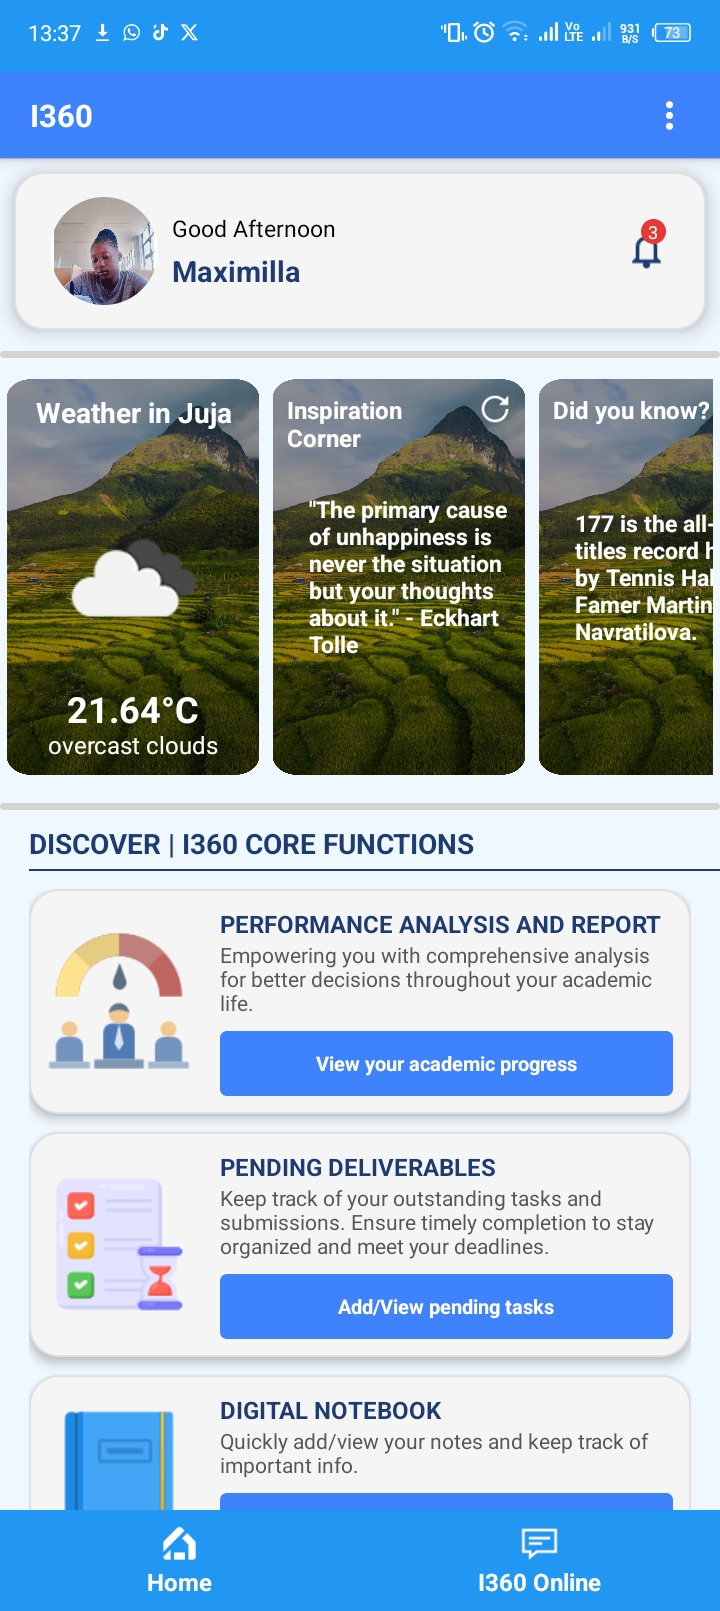 13:37
Vo
LTE
931
B/S
73
I360
Good Afternoon
Maximilla
3
Weather in Juja
21.64°C
overcast clouds
Inspiration
Corner
"The primary cause
of unhappiness is
never the situation
but your thoughts
about it." - Eckhart
Tolle
Did you know?
177 is the all-
titles record h
by Tennis Hal
Famer Martin
Navratilova.
DISCOVER | I360 CORE FUNCTIONS
PERFORMANCE ANALYSIS AND REPORT
Empowering you with comprehensive analysis
for better decisions throughout your academic
life.
View your academic progress
PENDING DELIVERABLES
Keep track of your outstanding tasks and
submissions. Ensure timely completion to stay
organized and meet your deadlines.
Add/View pending tasks
DIGITAL NOTEBOOK
Quickly add/view your notes and keep track of
important info.
Home
I360 Online